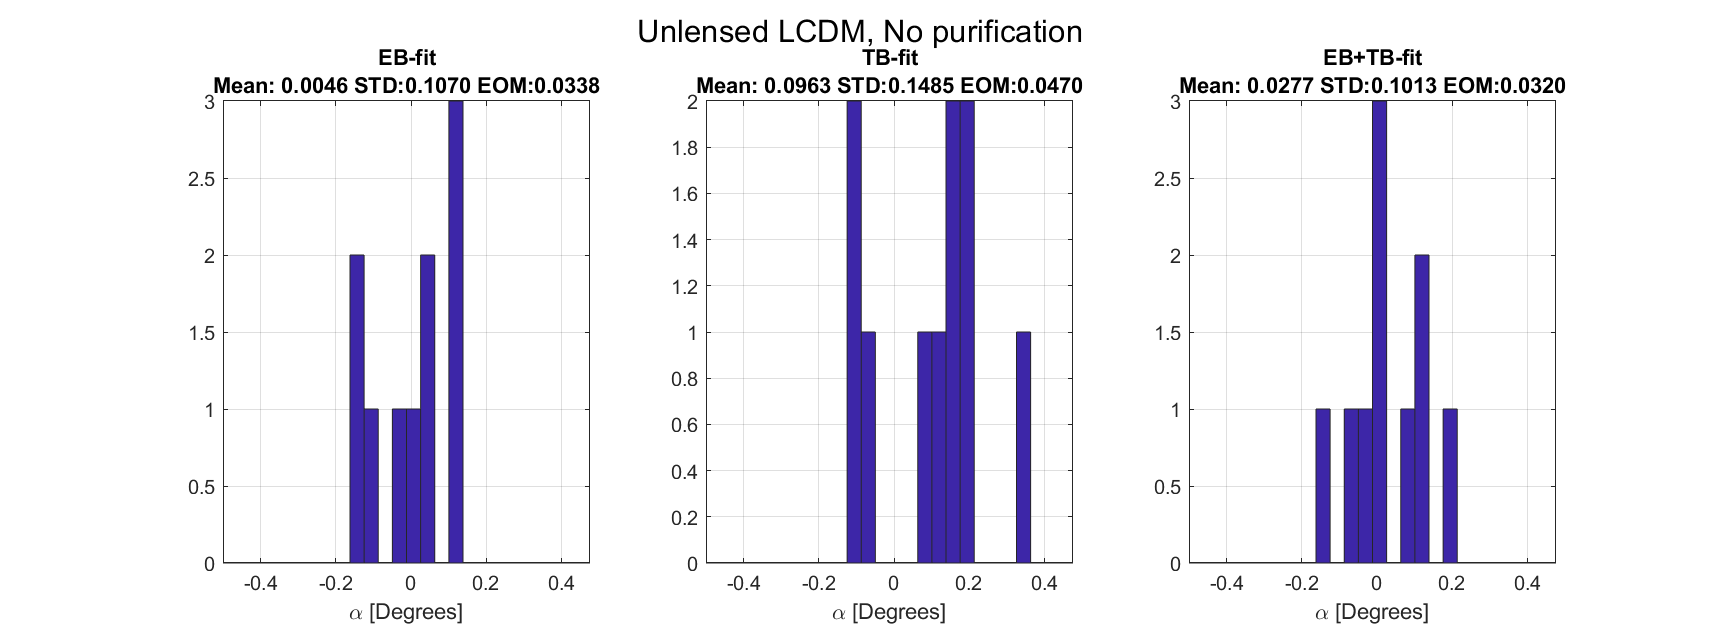 Unlensed LCDM, No purification
EB-fit
Mean: 0.0046 STD:0.1070 EOM:0.0338
3
2.5
2
1.5
1
0.5
0
-0.4 -0.2 0 0.2 0.4
α [Degrees]
TB-fit
Mean: 0.0963 STD:0.1485 EOM:0.0470
2
1.8
1.6
1.4
1.2
1
0.8
0.6
0.4
0.2
0
-0.4 -0.2 0 0.2 0.4
α [Degrees]
EB+TB-fit
Mean: 0.0277 STD:0.1013 EOM:0.0320
3
2.5
2
1.5
1
0.5
0
-0.4 -0.2 0 0.2 0.4
α [Degrees]